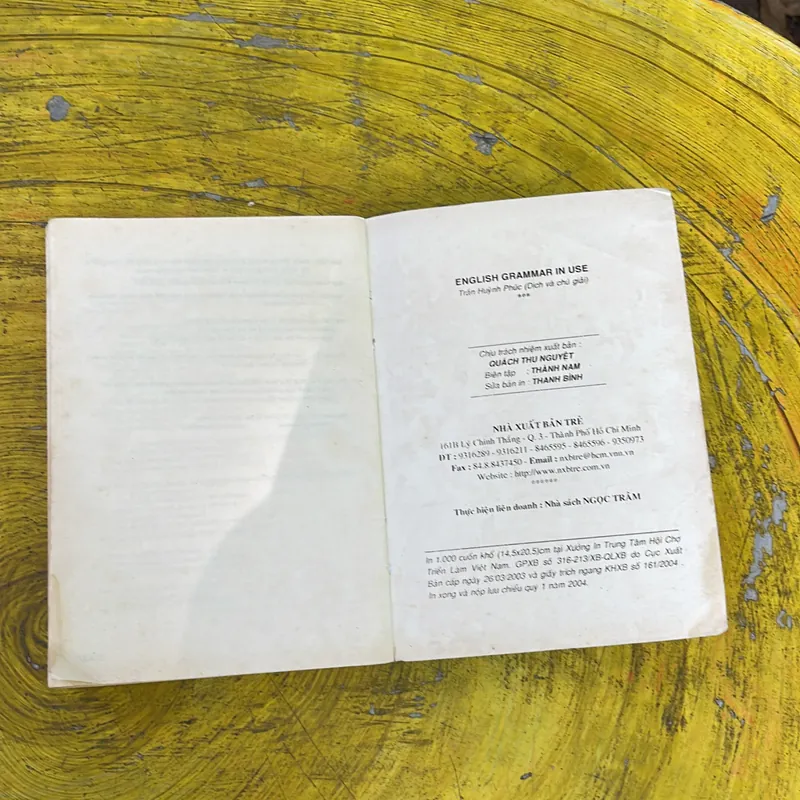 ENGLISH GRAMMAR IN USE
Trần Huỳnh Phúc (Dịch và chú giải)
***
Chịu trách nhiệm xuất bản :
QUÁCH THU NGUYỆT
Biên tập : THÀNH NAM
Sửa bản in : THANH BÌNH
NHÀ XUẤT BẢN TRẺ
161B Lý Chính Thắng - Q. 3 - Thành Phố Hồ Chí Minh
ĐT : 9316289 - 9316211 - 8465595 - 8465596 - 9350973
Fax : 84.8.8437450 - Email : nxbtre@hcm.vnn.vn
Website : http://www.nxbtre.com.vn
******
Thực hiện liên doanh : Nhà sách NGỌC TRÂM
In 1.000 cuốn khổ (14,5x20,5)cm tại Xưởng In Trung Tâm Hội Chợ
Triển Lãm Việt Nam. GPXB số 316-213/XB-QLXB do Cục Xuất
Bản cấp ngày 26/03/2003 và giấy trích ngang KHXB số 161/2004 .
In xong và nộp lưu chiểu quý 1 năm 2004.